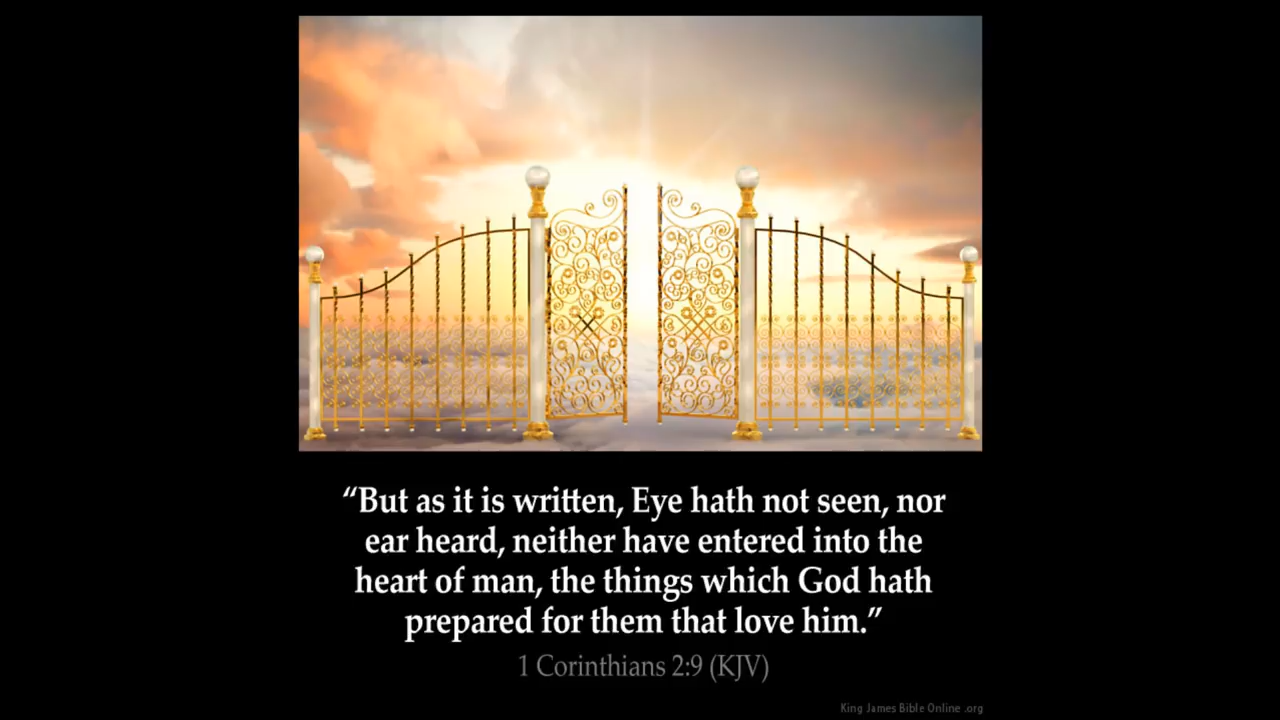 “But as it is written, Eye hath not seen, nor
ear heard, neither have entered into the
heart of man, the things which God hath
prepared for them that love him.”
1 Corinthians 2:9 (KJV)
King James Bible Online .org